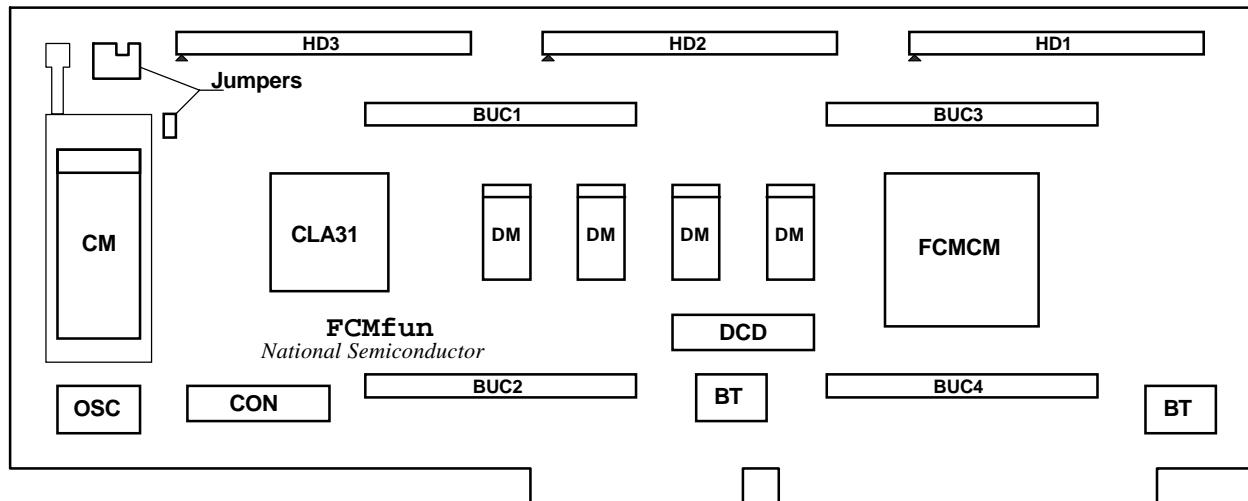 HD3
HD2
HD1
Jumpers
BUC1
BUC3
CM
CLA31
DM
DM
DM
DM
FCMCM
FCMfun
National Semiconductor
DCD
BUC2
BT
BUC4
OSC
CON
BT